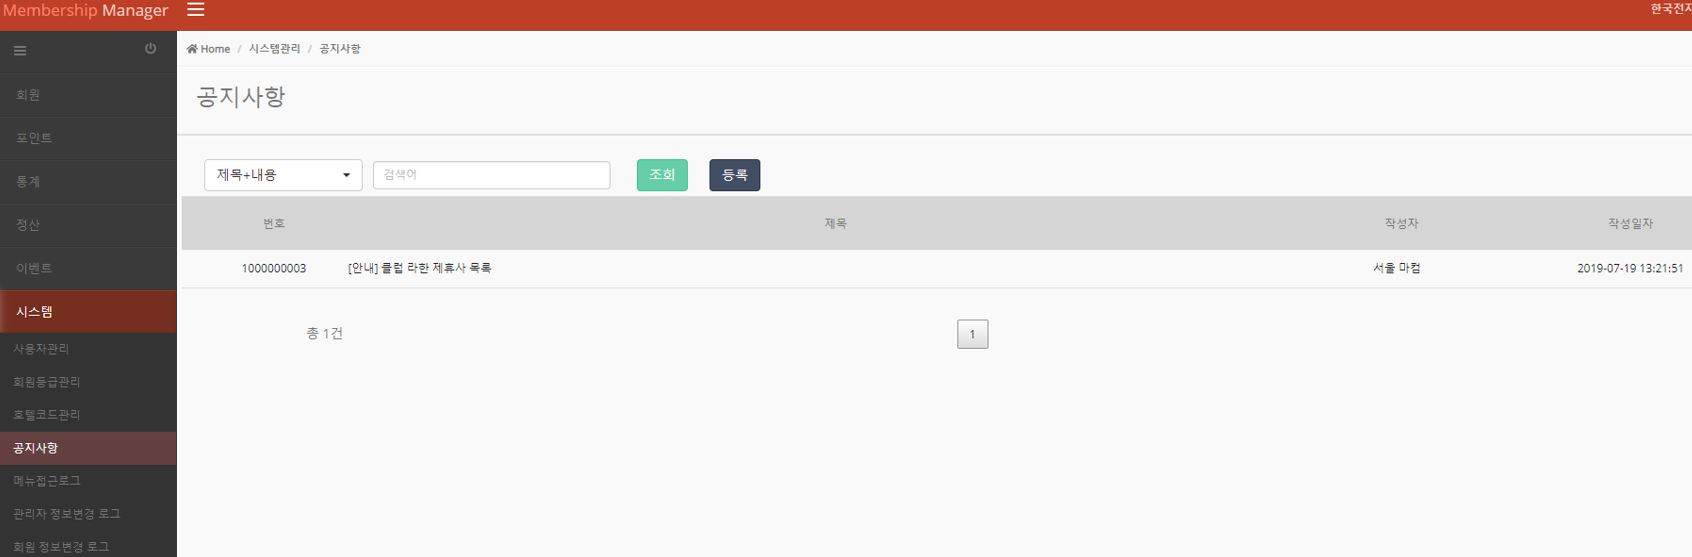 Membership Manager
한국전자
Home / 시스템관리 / 공지사항
회원
포인트
통계
정산
이벤트
시스템
사용자관리
회원등급관리
호텔코드관리
공지사항
메뉴접근로그
관리자 정보변경 로그
회원 정보변경 로그
공지사항
제목+내용 검색어 조회 등록
번호 제목 작성자 작성일자
1000000003 [안내] 클럽 라한 제휴사 목록 서울 마컴 2019-07-19 13:21:51
총 1건 1